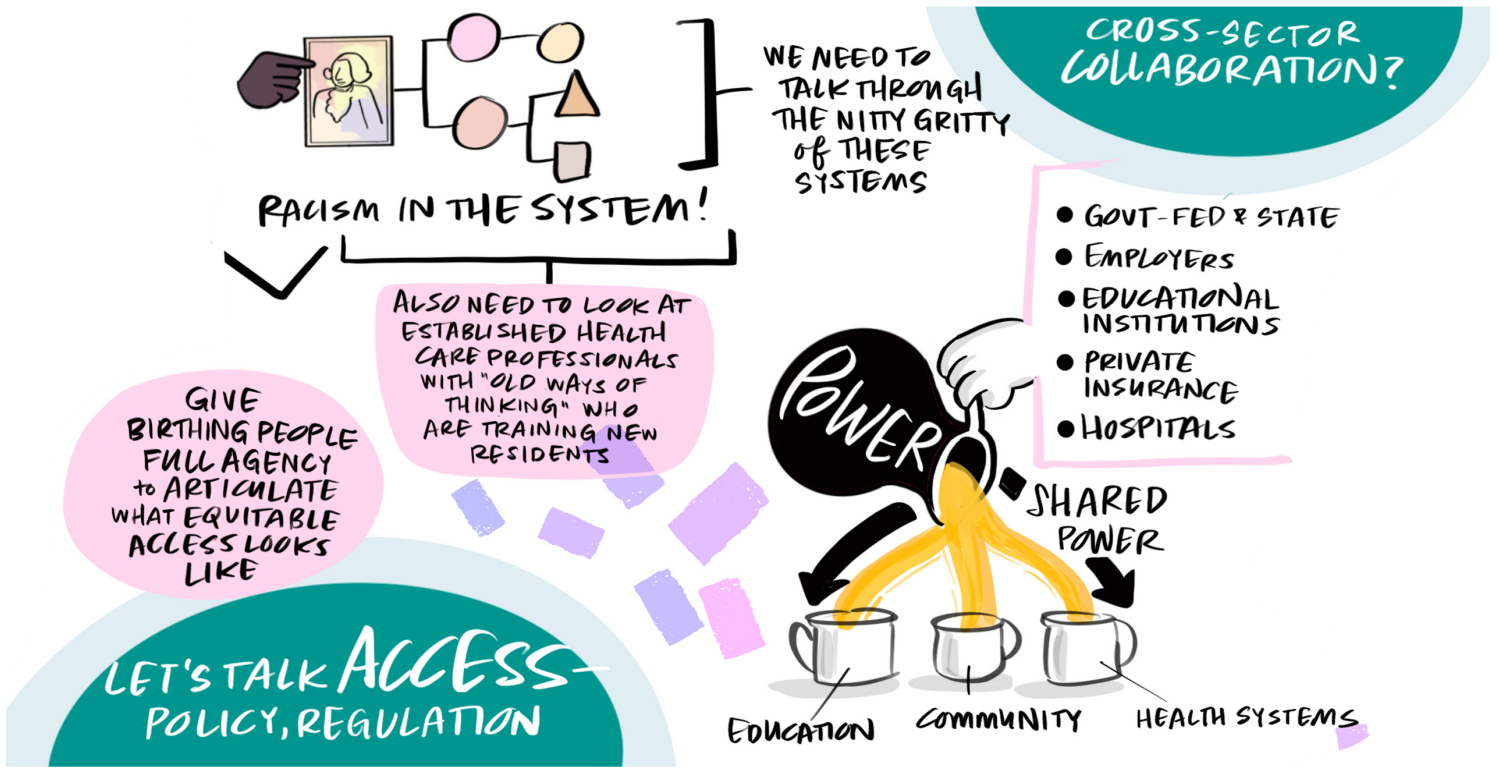 WE NEED TO
TALK THROUGH
THE NITTY GRITTY
of THESE
SYSTEMS
RACISM IN THE SYSTEM!
ALSO NEED TO LOOK AT
ESTABLISHED HEALTH
CARE PROFESSIONALS
WITH "OLD WAYS OF
THINKING" WHO
ARE TRAINING NEW
RESIDENTS
GIVE
BIRTHING PEOPLE
FULL AGENCY
to ARTICULATE
WHAT EQUITABLE
ACCESS LOOKS
LIKE
LET'S TALK ACCESS-
POLICY, REGULATION
CROSS-SECTOR
COLLABORATION?
● GOVT-FED & STATE
● EMPLOYERS
● EDUCATIONAL
INSTITUTIONS
● PRIVATE
INSURANCE
● HOSPITALS
POWER
SHARED
POWER
EDUCATION
COMMUNITY
HEALTH SYSTEMS